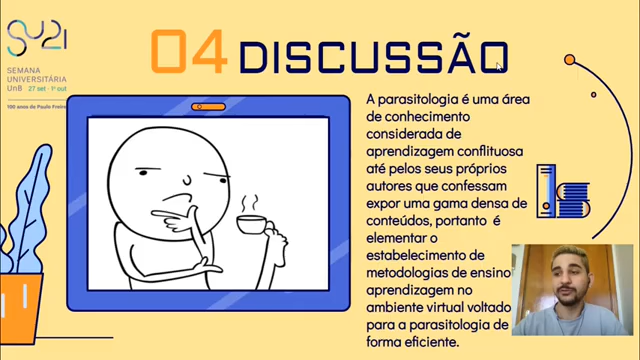 SU21
SEMANA
UNIVERSITÁRIA
UnB 27 set - 1º out
100 anos de Paulo Freire
04 DISCUSSÃO
A parasitologia é uma área
de conhecimento
considerada de
aprendizagem conflituosa
até pelos seus próprios
autores que confessam
expor uma gama densa de
conteúdos, portanto é
elementar o
estabelecimento de
metodologias de ensino
aprendizagem no
ambiente virtual voltado
para a parasitologia de
forma eficiente.